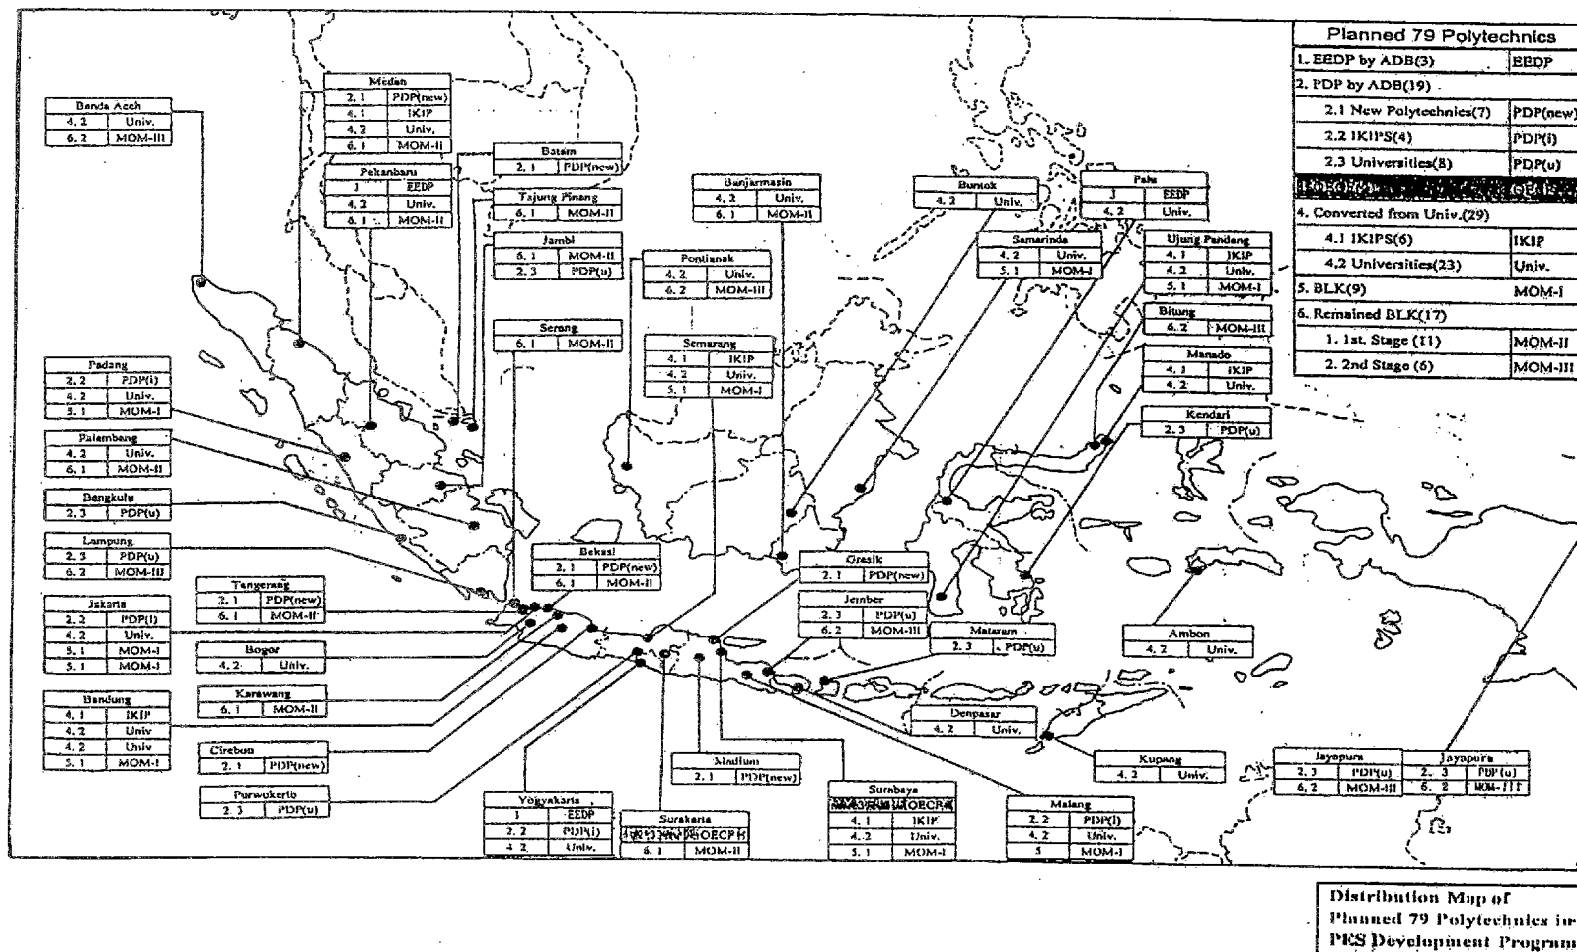 Planned 79 Polytechnics
1. EEDP by ADB(3) EEDP
2. PDP by ADB(19)
2.1 New Polytechnics(7) PDP(new)
2.2 IKIPS(4) PDP(i)
2.3 Universities(8) PDP(u)
4. Converted from Univ.(29)
4.1 IKIPS(6) IKIP
4.2 Universities(23) Univ.
5. BLK(9) MOM-I
6. Remained BLK(17)
1. 1st. Stage (11) MOM-II
2. 2nd Stage (6) MOM-III
Banda Aceh
4. 2 Univ.
6. 2 MOM-III
Medan
2. 1 PDP(new)
4. 1 IKIP
4. 2 Univ.
6. 1 MOM-II
Pekanbaru
1 EEDP
4. 2 Univ.
6. 1 MOM-II
Batam
2. 1 PDP(new)
Tajung Pinang
6. 1 MOM-II
Jambi
6. 1 MOM-II
2. 3 PDP(u)
Serang
6. 1 MOM-II
Banjarmasin
4. 2 Univ.
6. 1 MOM-II
Pontianak
4. 2 Univ.
6. 2 MOM-III
Semarang
4. 1 IKIP
4. 2 Univ.
5. 1 MOM-I
Buntok
4. 2 Univ.
Palu
1 EEDP
4. 2 Univ.
Samarinda
4. 2 Univ.
5. 1 MOM-I
Ujung Pandang
4. 1 IKIP
4. 2 Univ.
5. 1 MOM-I
Bitung
6. 2 MOM-III
Manado
4. 1 IKIP
4. 2 Univ.
Kendari
2. 3 PDP(u)
Padang
2. 2 PDP(i)
4. 2 Univ.
5. 1 MOM-I
Palembang
4. 2 Univ.
6. 1 MOM-II
Bengkulu
2. 3 PDP(u)
Lampung
2. 3 PDP(u)
6. 2 MOM-III
Jakarta
2. 2 PDP(i)
4. 2 Univ.
5. 1 MOM-I
5. 1 MOM-I
Bandung
4. 1 IKIP
4. 2 Univ
4. 2 Univ
5. 1 MOM-I
Tangerang
2. 1 PDP(new)
6. 1 MOM-II
Bogor
4. 2 Univ.
Karawang
6. 1 MOM-II
Cirebon
2. 1 PDP(new)
Purwokerto
2. 3 PDP(u)
Bekasi
2. 1 PDP(new)
6. 1 MOM-II
Grasik
2. 1 PDP(new)
Jember
2. 3 PDP(u)
6. 2 MOM-III
Mataram
2. 3 PDP(u)
Ambon
4. 2 Univ.
Denpasar
4. 2 Univ.
Kupang
4. 2 Univ.
Madium
2. 1 PDP(new)
Yogyakarta
1 EEDP
2. 2 PDP(i)
4. 2 Univ.
Surakarta
OECF
6. 1 MOM-II
Surabaya
OECF
4. 1 IKIP
4. 2 Univ.
5. 1 MOM-I
Malang
2. 2 PDP(i)
4. 2 Univ.
5 MOM-I
Jayapura
2. 3 PDP(u)
6. 2 MOM-III
Jayapura
2. 3 PDP(u)
6. 2 MOM-III
Distribution Map of
Planned 79 Polytechnics in
PES Development Program